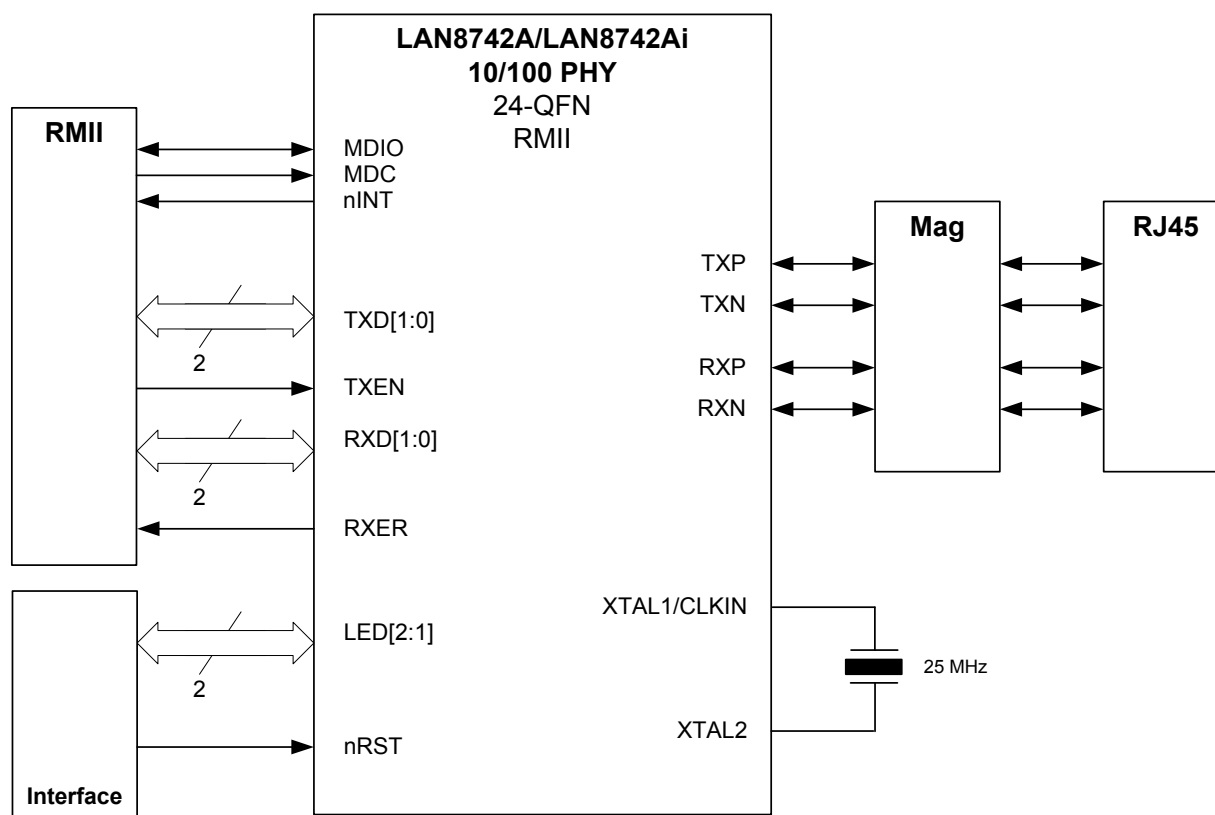 LAN8742A/LAN8742Ai
10/100 PHY
24-QFN
RMII
RMII
MDIO
MDC
nINT
TXD[1:0]
2
TXEN
RXD[1:0]
2
RXER
LED[2:1]
2
nRST
Interface
TXP
TXN
RXP
RXN
Mag
RJ45
XTAL1/CLKIN
25 MHz
XTAL2